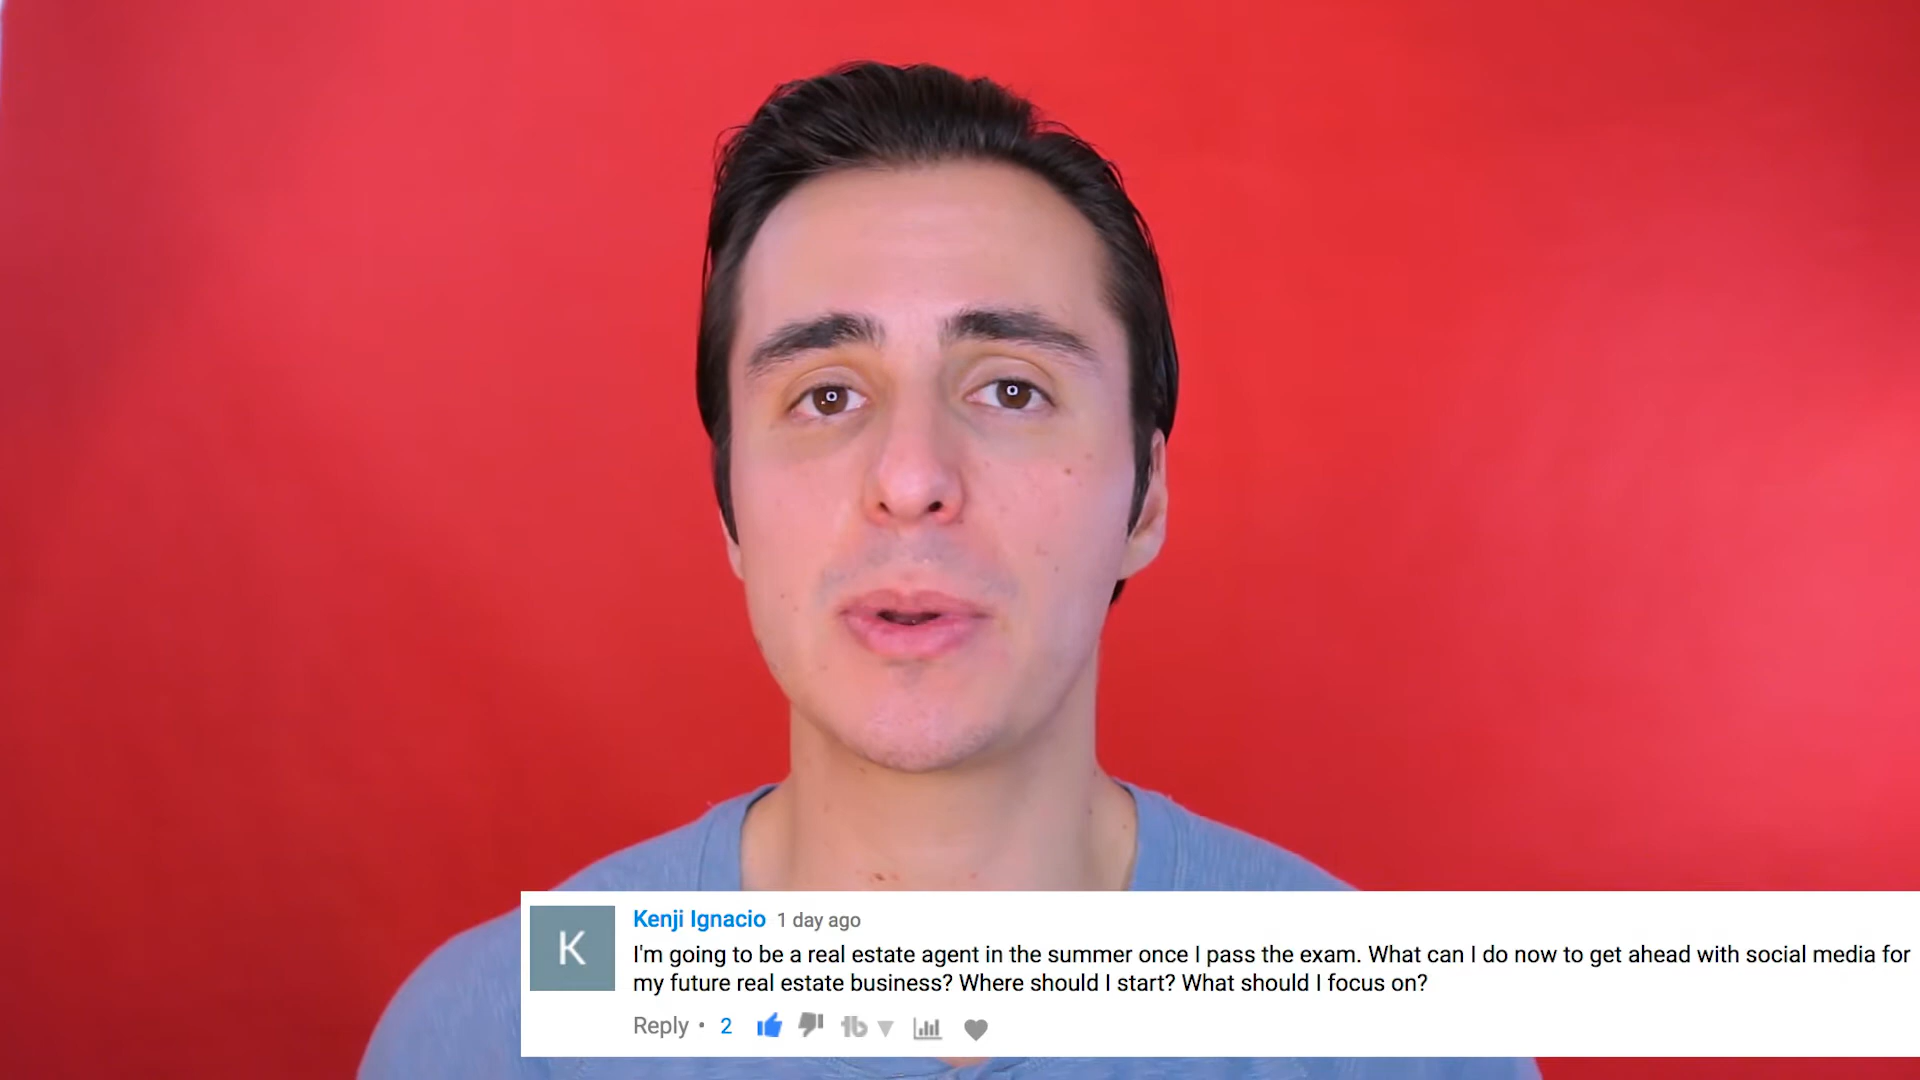 K
Kenji Ignacio 1 day ago
I'm going to be a real estate agent in the summer once I pass the exam. What can I do now to get ahead with social media for
my future real estate business? Where should I start? What should I focus on?
Reply • 2 tb